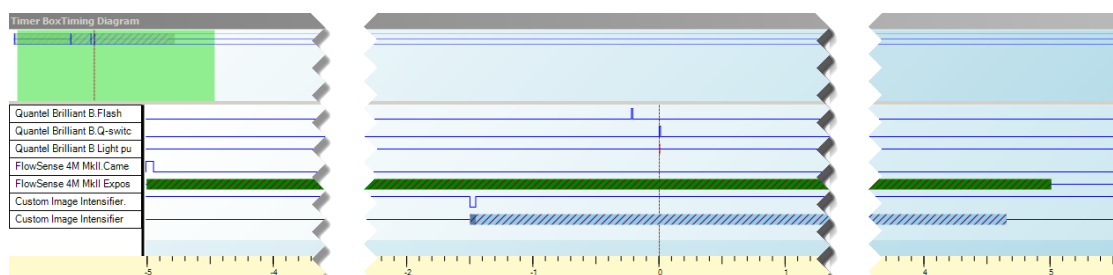 Timer BoxTiming Diagram
Quantel Brilliant B.Flash
Quantel Brilliant B.Q-switc
Quantel Brilliant B Light pu
FlowSense 4M MkII.Came
FlowSense 4M MkII Expos
Custom Image Intensifier.
Custom Image Intensifier
-5 -4 -2 -1 0 1 4 5